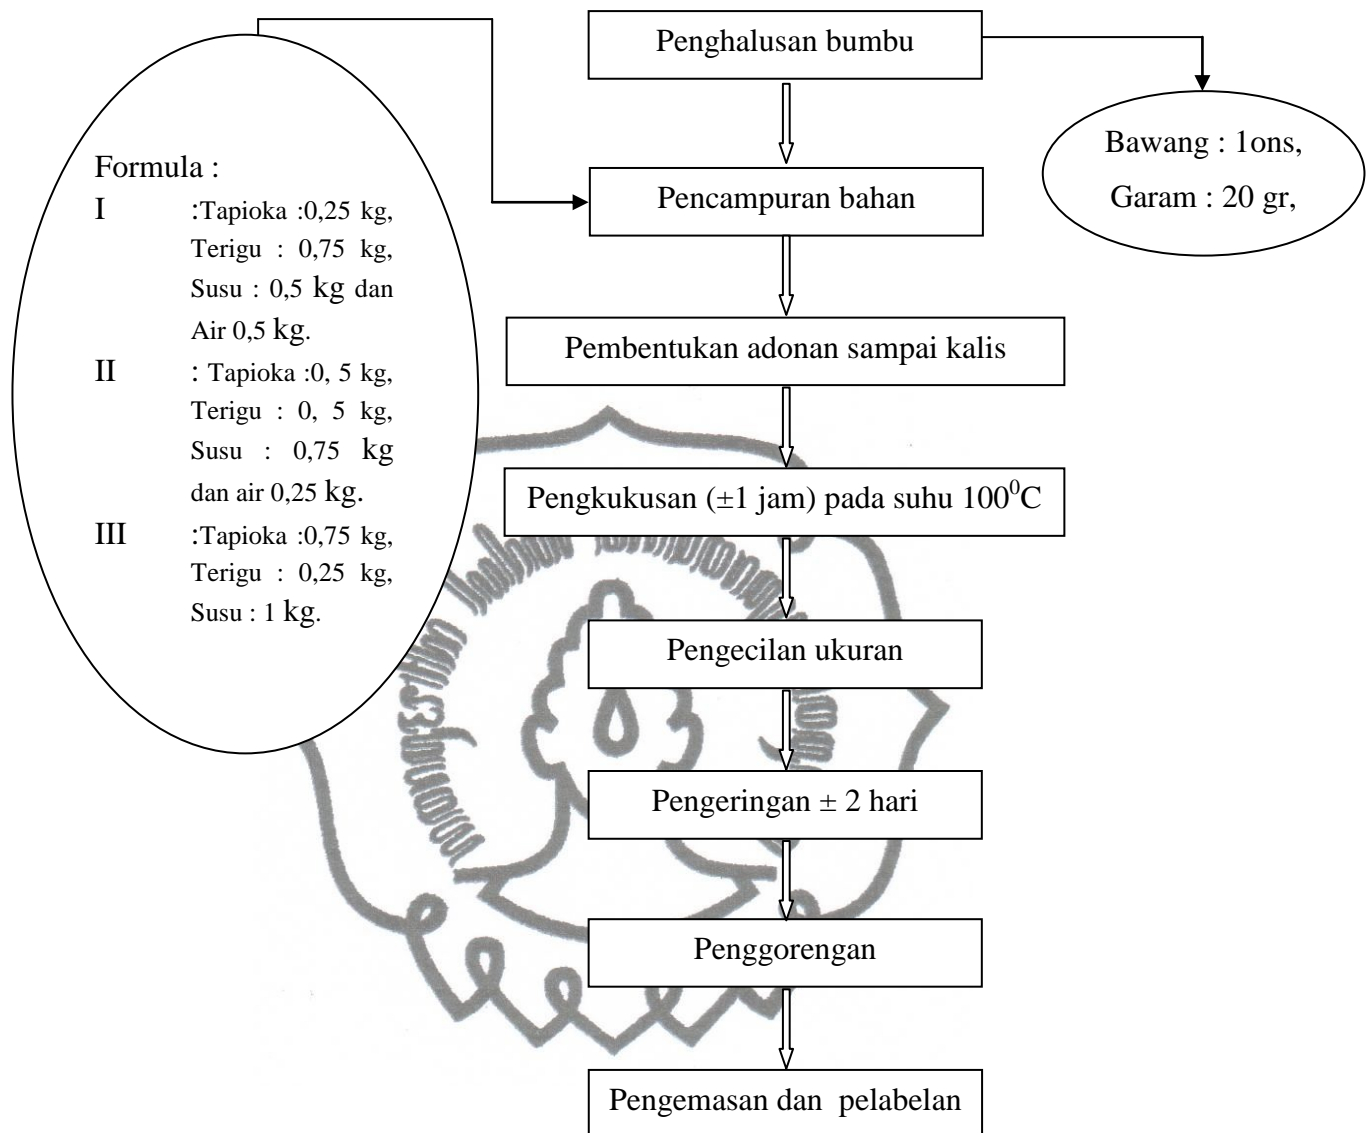 Penghalusan bumbu
Bawang : 1ons,
Garam : 20 gr,
Formula :
I :Tapioka :0,25 kg,
Terigu : 0,75 kg,
Susu : 0,5 kg dan
Air 0,5 kg.
II : Tapioka :0, 5 kg,
Terigu : 0, 5 kg,
Susu : 0,75 kg
dan air 0,25 kg.
III :Tapioka :0,75 kg,
Terigu : 0,25 kg,
Susu : 1 kg.
Pencampuran bahan
Pembentukan adonan sampai kalis
Pengkukusan (±1 jam) pada suhu 100⁰C
Pengecilan ukuran
Pengeringan ± 2 hari
Penggorengan
Pengemasan dan pelabelan